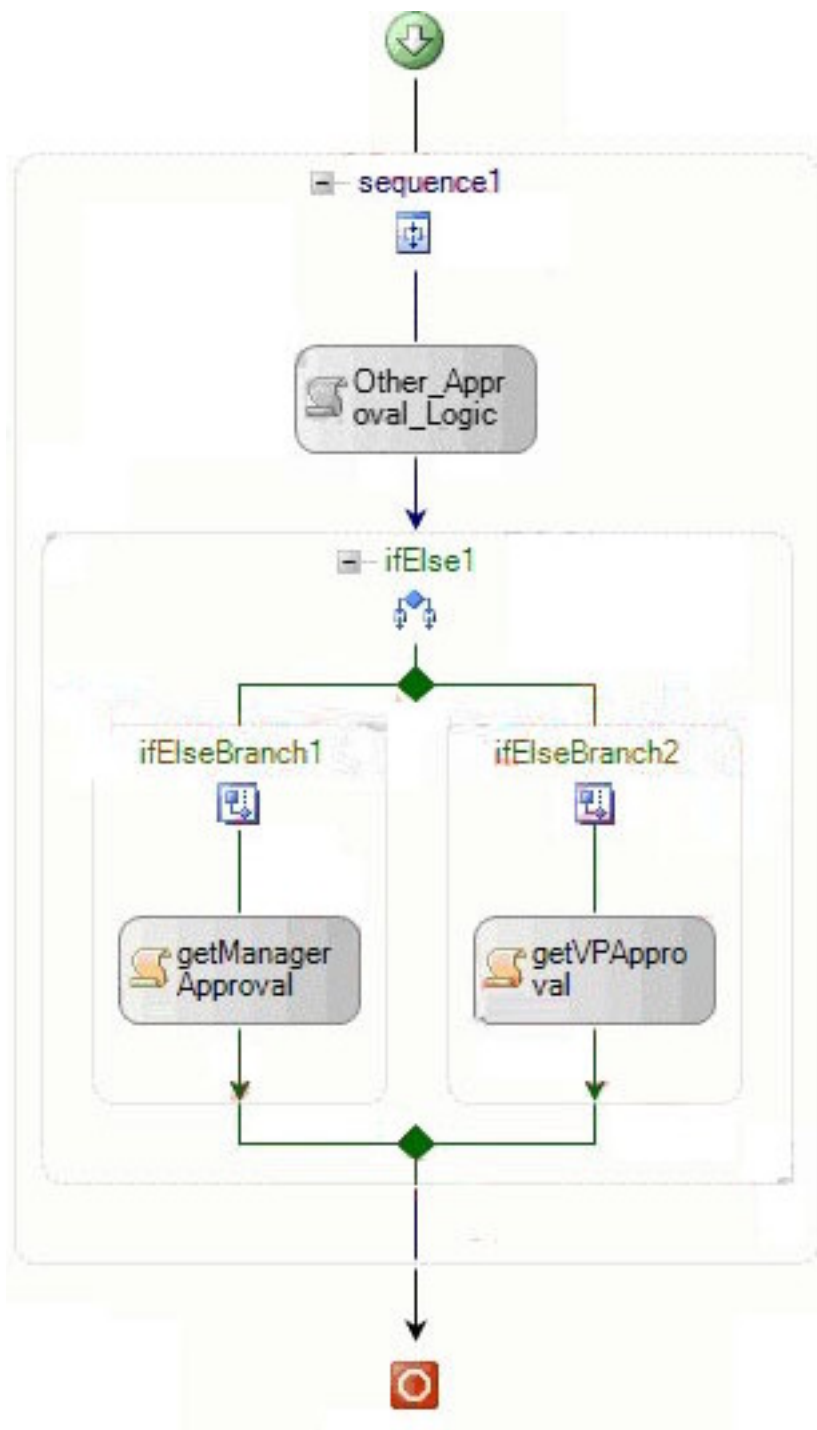 sequence1
Other_Appr
oval_Logic
ifElse1
ifElseBranch1
ifElseBranch2
getManager
Approval
getVPAppro
val